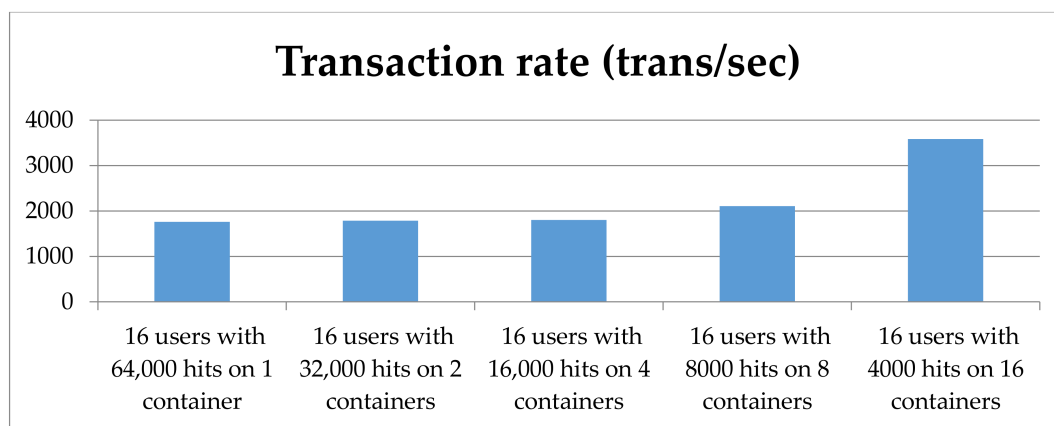 Transaction rate (trans/sec)
4000
3000
2000
1000
0
16 users with
64,000 hits on 1
container
16 users with
32,000 hits on 2
containers
16 users with
16,000 hits on 4
containers
16 users with
8000 hits on 8
containers
16 users with
4000 hits on 16
containers